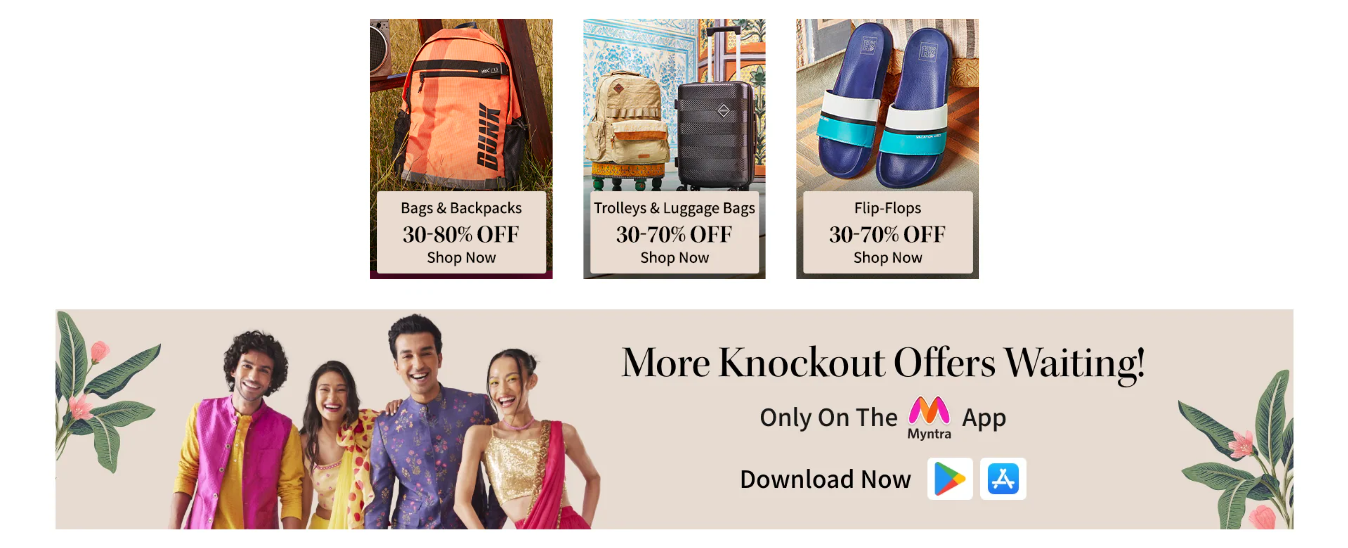 DUNK
Bags & Backpacks
30-80% OFF
Shop Now
Trolleys & Luggage Bags
30-70% OFF
Shop Now
Flip-Flops
30-70% OFF
Shop Now
More Knockout Offers Waiting!
Only On The Myntra App
Download Now